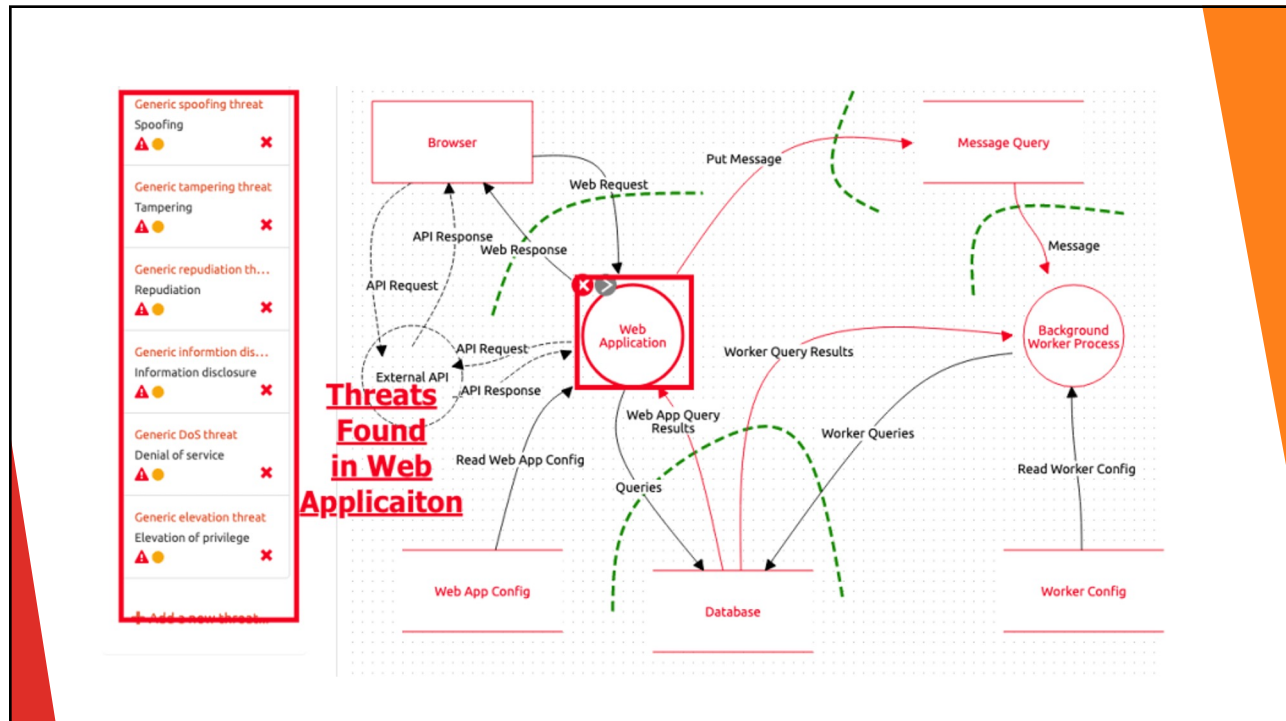 Generic spoofing threat
Spoofing
Generic tampering threat
Tampering
Generic repudiation th...
Repudiation
Generic informtion dis...
Information disclosure
Generic DoS threat
Denial of service
Generic elevation threat
Elevation of privilege
+ Add a new threat...
Threats
Found
in Web
Applicaiton
Browser
Message Query
Put Message
Web Request
API Response
Web Response
Message
API Request
Web
Application
Background
Worker Process
API Request
Worker Query Results
External API
API Response
Web App Query
Results
Worker Queries
Read Web App Config
Read Worker Config
Queries
Web App Config
Database
Worker Config